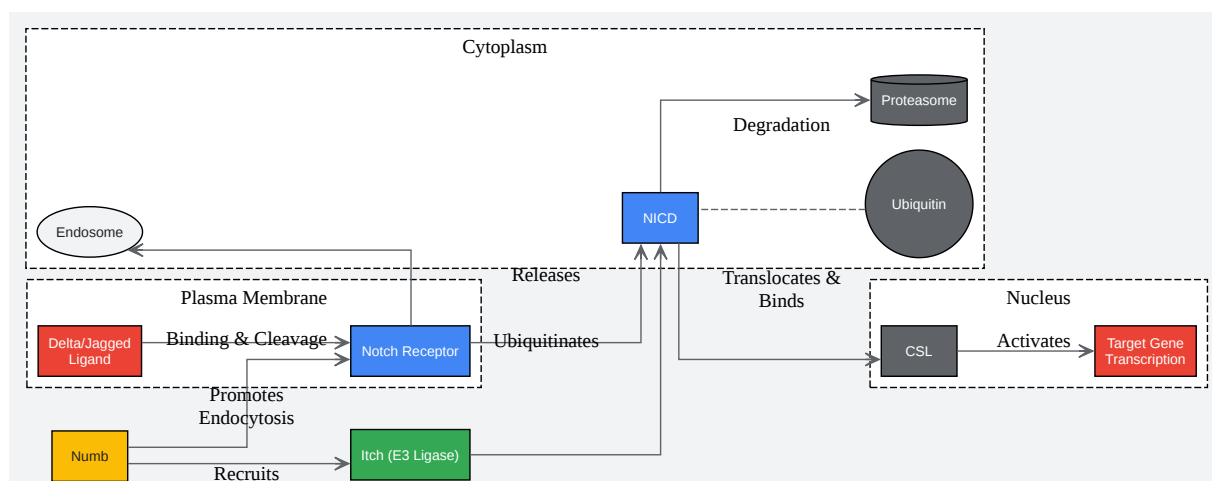 Cytoplasm
Proteasome
Degradation
Ubiquitin
NICD
Endosome
Releases
Translocates &
Binds
Plasma Membrane
Nucleus
Delta/Jagged
Ligand
Binding & Cleavage
Notch Receptor
Ubiquitinates
CSL
Activates
Target Gene
Transcription
Promotes
Endocytosis
Numb
Recruits
Itch (E3 Ligase)